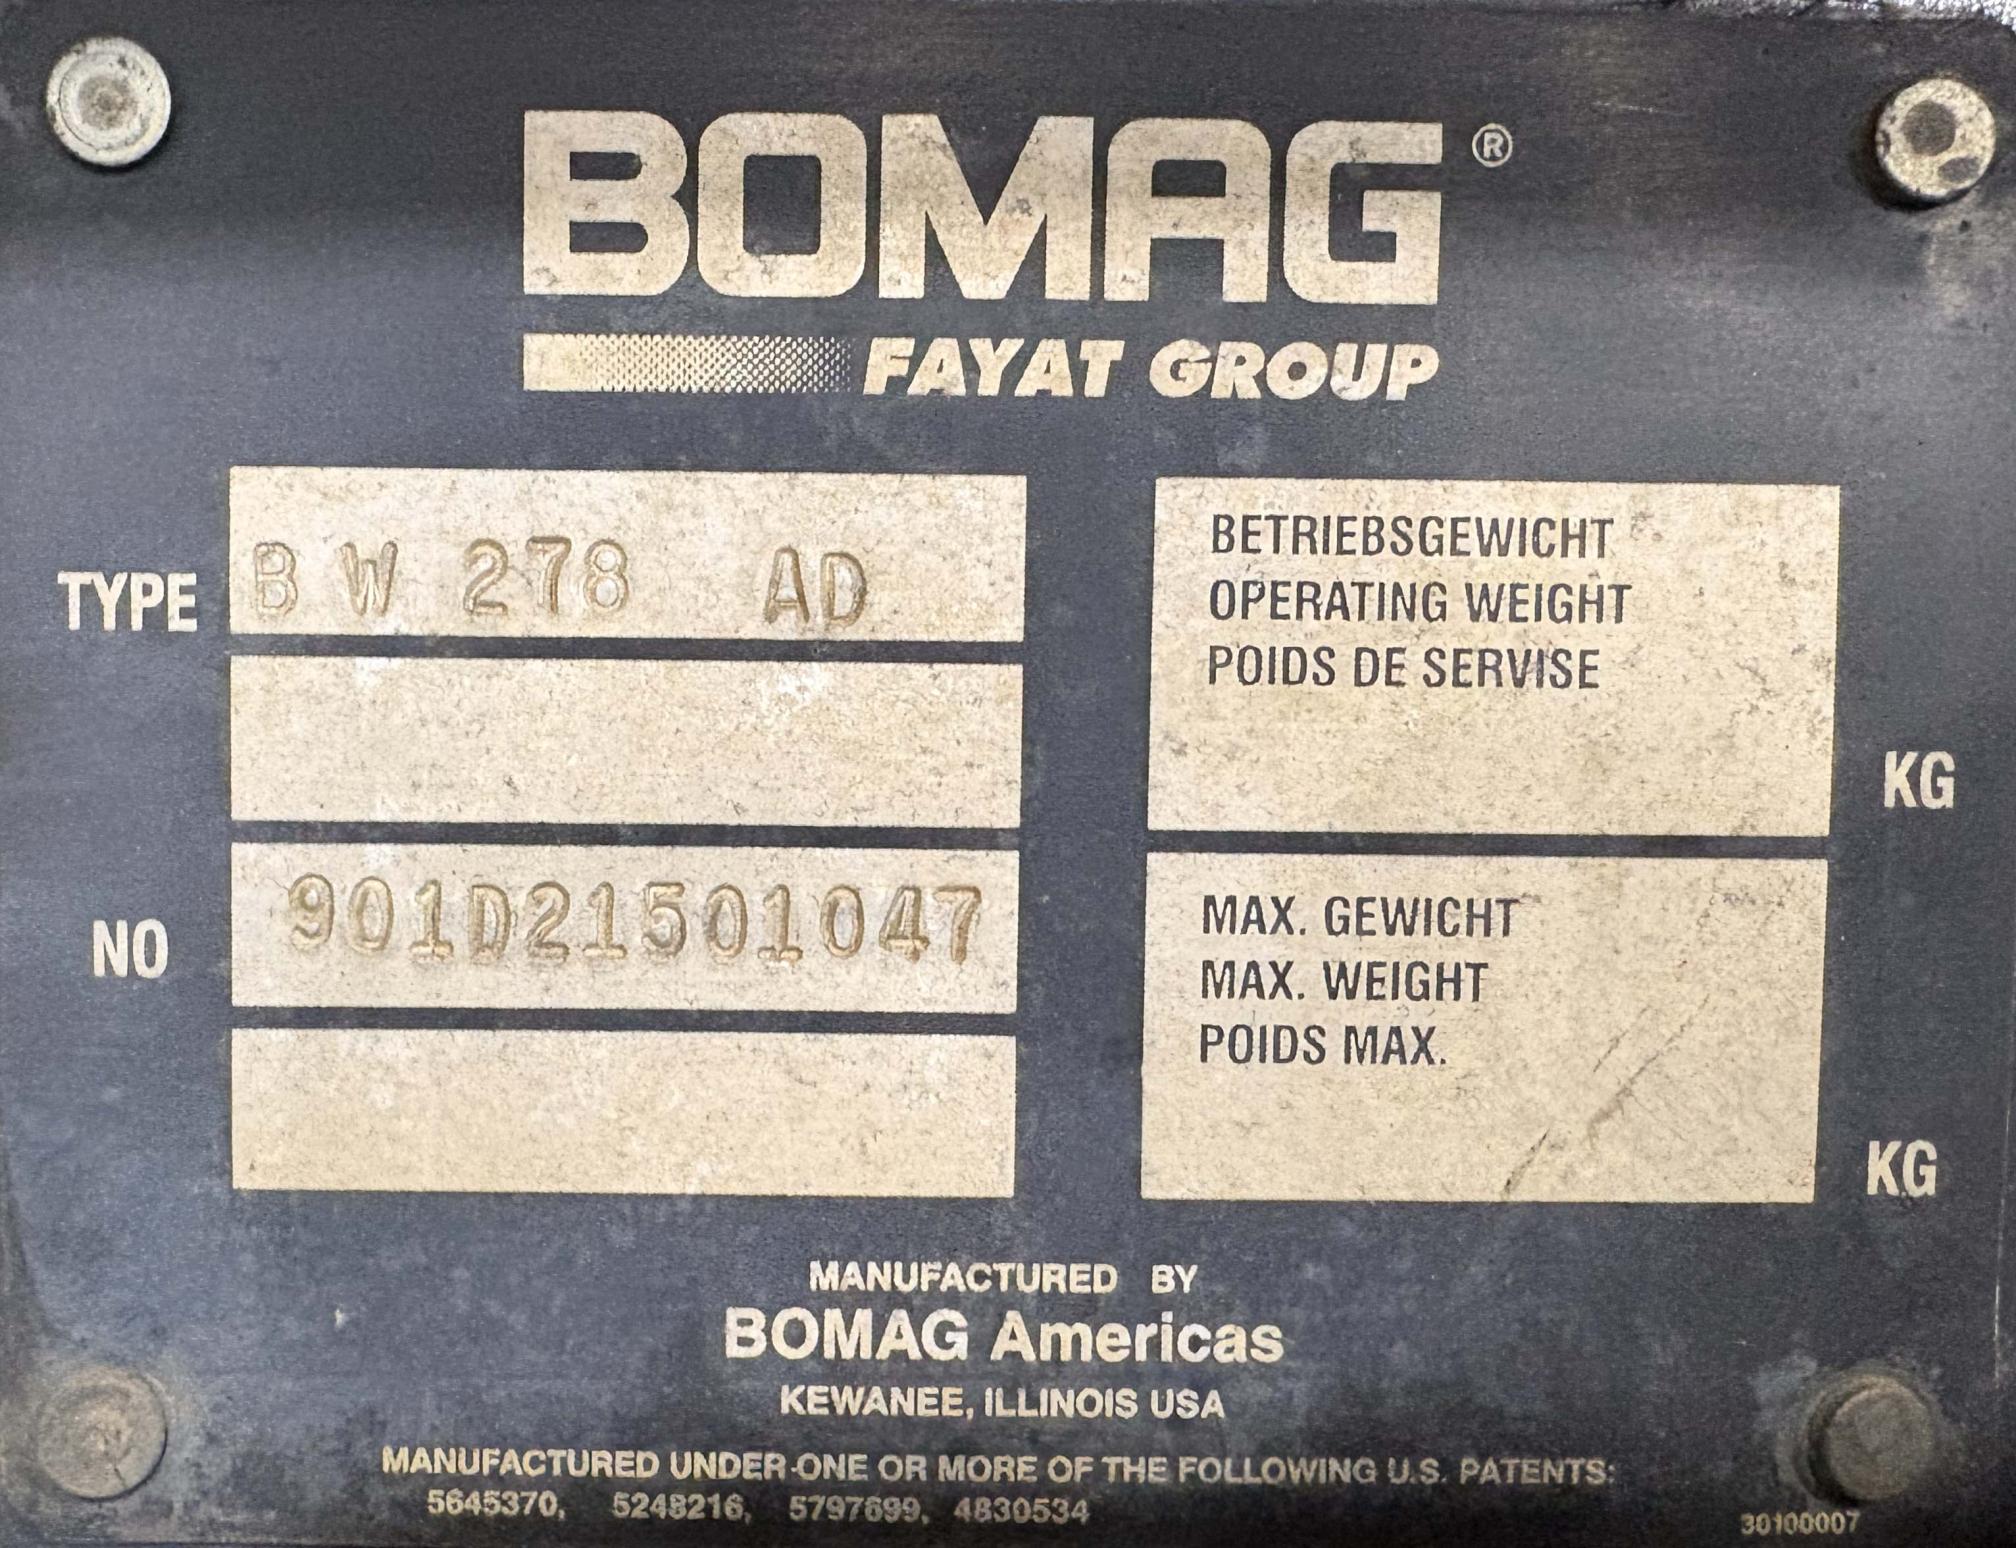 BOMAG®
FAYAT GROUP
TYPE B W 278 AD
NO 901D21501047
BETRIEBSGEWICHT
OPERATING WEIGHT
POIDS DE SERVISE
KG
MAX. GEWICHT
MAX. WEIGHT
POIDS MAX.
KG
MANUFACTURED BY
BOMAG Americas
KEWANEE, ILLINOIS USA
MANUFACTURED UNDER ONE OR MORE OF THE FOLLOWING U.S. PATENTS:
5645370, 5248216, 5797699, 4830534
30100007